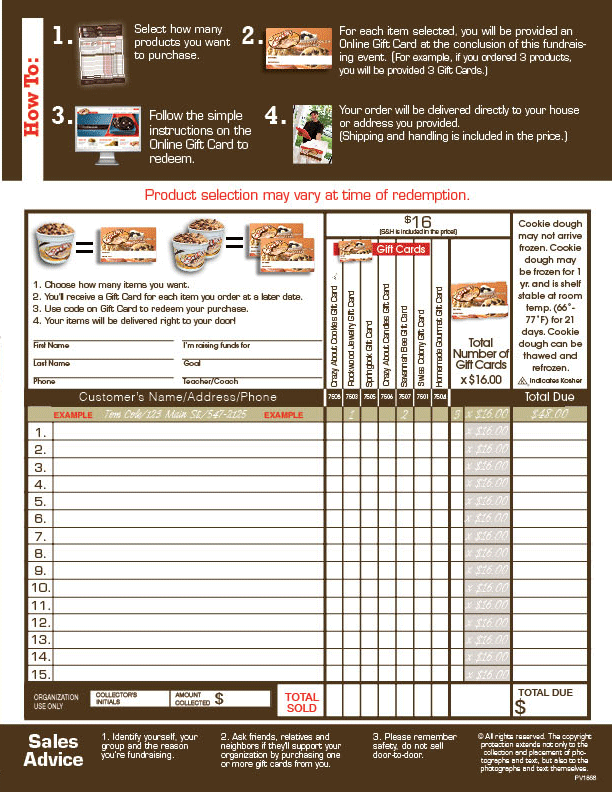 How To:
1. Select how many
products you want
to purchase.
2. For each item selected, you will be provided an
Online Gift Card at the conclusion of this fundrais-
ing event. (For example, if you ordered 3 products,
you will be provided 3 Gift Cards.)
3. Follow the simple
instructions on the
Online Gift Card to
redeem.
4. Your order will be delivered directly to your house
or address you provided.
(Shipping and handling is included in the price.)
Product selection may vary at time of redemption.
= =
1. Choose how many items you want.
2. You'll receive a Gift Card for each item you order at a later date.
3. Use code on Gift Card to redeem your purchase.
4. Your items will be delivered right to your door!
First Name I'm raising funds for
Last Name Goal
Phone Teacher/Coach
$16
(S&H is included in the price!)
Gift Cards
Crazy About Cookies Gift Card
Rockwood Jewelry Gift Card
Springbok Gift Card
Crazy About Candles Gift Card
Savannah Bee Gift Card
Swiss Colony Gift Card
Homemade Gourmet Gift Card
Total
Number of
Gift Cards
x $16.00
Cookie dough
may not arrive
frozen. Cookie
dough may
be frozen for 1
yr. and is shelf
stable at room
temp. (66°-
77°F) for 21
days. Cookie
dough can be
thawed and
refrozen.
Indicates Kosher
Customer's Name/Address/Phone 7503 7505 7506 7507 7501 7504 Total Due
EXAMPLE Tom Cole/123 Main St./547-2125 EXAMPLE 1 2 3 x $16.00 $48.00
1. x $16.00
2. x $16.00
3. x $16.00
4. x $16.00
5. x $16.00
6. x $16.00
7. x $16.00
8. x $16.00
9. x $16.00
10. x $16.00
11. x $16.00
12. x $16.00
13. x $16.00
14. x $16.00
15. x $16.00
ORGANIZATION
USE ONLY
COLLECTOR'S
INITIALS
AMOUNT
COLLECTED $
TOTAL
SOLD
TOTAL DUE
$
Sales
Advice
1. Identify yourself, your
group and the reason
you're fundraising.
2. Ask friends, relatives and
neighbors if they'll support your
organization by purchasing one
or more gift cards from you.
3. Please remember
safety, do not sell
door-to-door.
© All rights reserved. The copyright
protection extends not only to the
collection and placement of pho-
tographs and text, but also to the
photographs and text themselves.